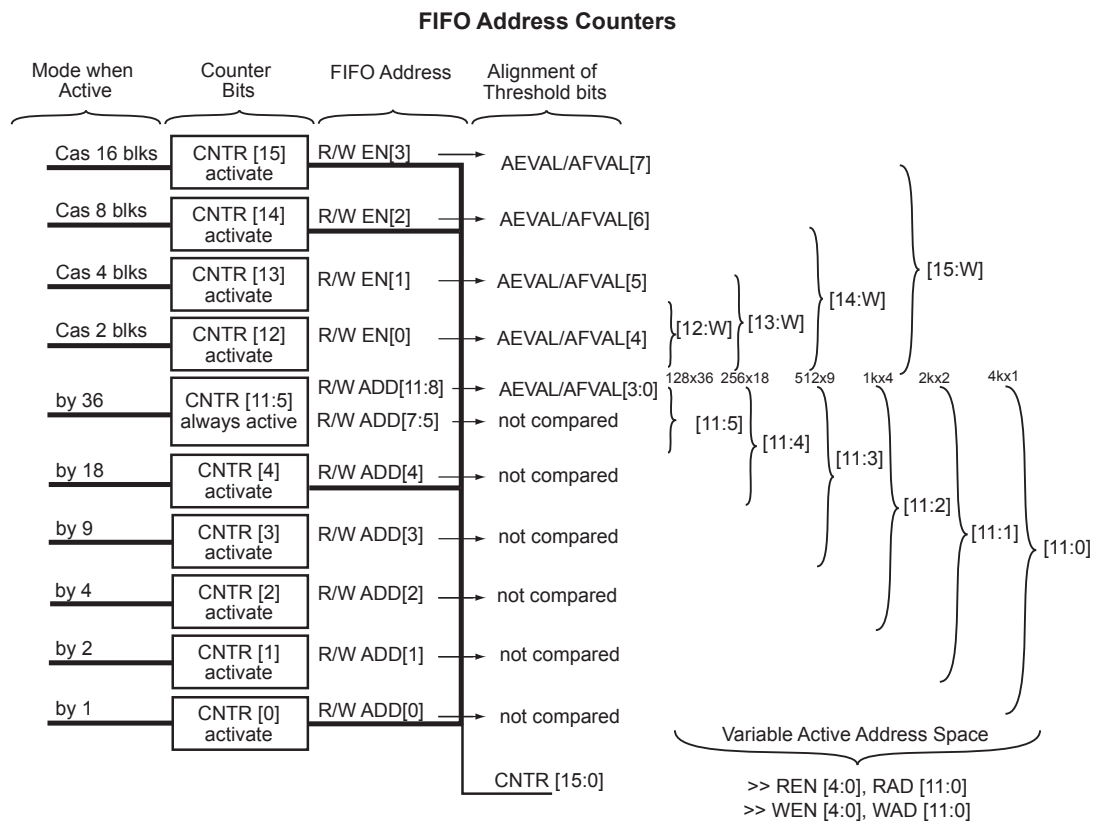 FIFO Address Counters
Mode when
Active
Counter
Bits
FIFO Address
Alignment of
Threshold bits
Cas 16 blks
CNTR [15]
activate
R/W EN[3]
AEVAL/AFVAL[7]
Cas 8 blks
CNTR [14]
activate
R/W EN[2]
AEVAL/AFVAL[6]
Cas 4 blks
CNTR [13]
activate
R/W EN[1]
AEVAL/AFVAL[5]
Cas 2 blks
CNTR [12]
activate
R/W EN[0]
AEVAL/AFVAL[4]
[12:W]
[13:W]
[14:W]
[15:W]
by 36
CNTR [11:5]
always active
R/W ADD[11:8]
AEVAL/AFVAL[3:0]
R/W ADD[7:5]
not compared
128x36
256x18
512x9
1kx4
2kx2
4kx1
[11:5]
[11:4]
[11:3]
[11:2]
[11:1]
[11:0]
by 18
CNTR [4]
activate
R/W ADD[4]
not compared
by 9
CNTR [3]
activate
R/W ADD[3]
not compared
by 4
CNTR [2]
activate
R/W ADD[2]
not compared
by 2
CNTR [1]
activate
R/W ADD[1]
not compared
by 1
CNTR [0]
activate
R/W ADD[0]
not compared
CNTR [15:0]
Variable Active Address Space
>> REN [4:0], RAD [11:0]
>> WEN [4:0], WAD [11:0]